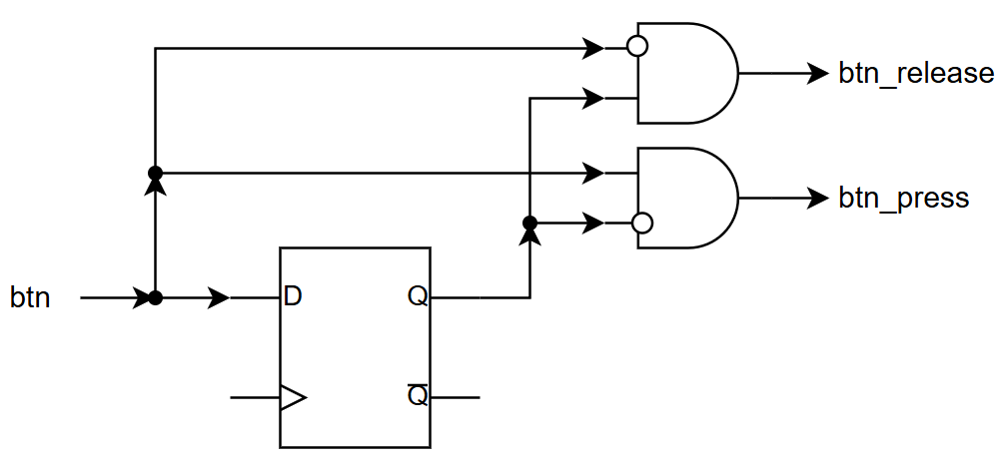 btn_release
btn_press
btn
D
Q
Q̅